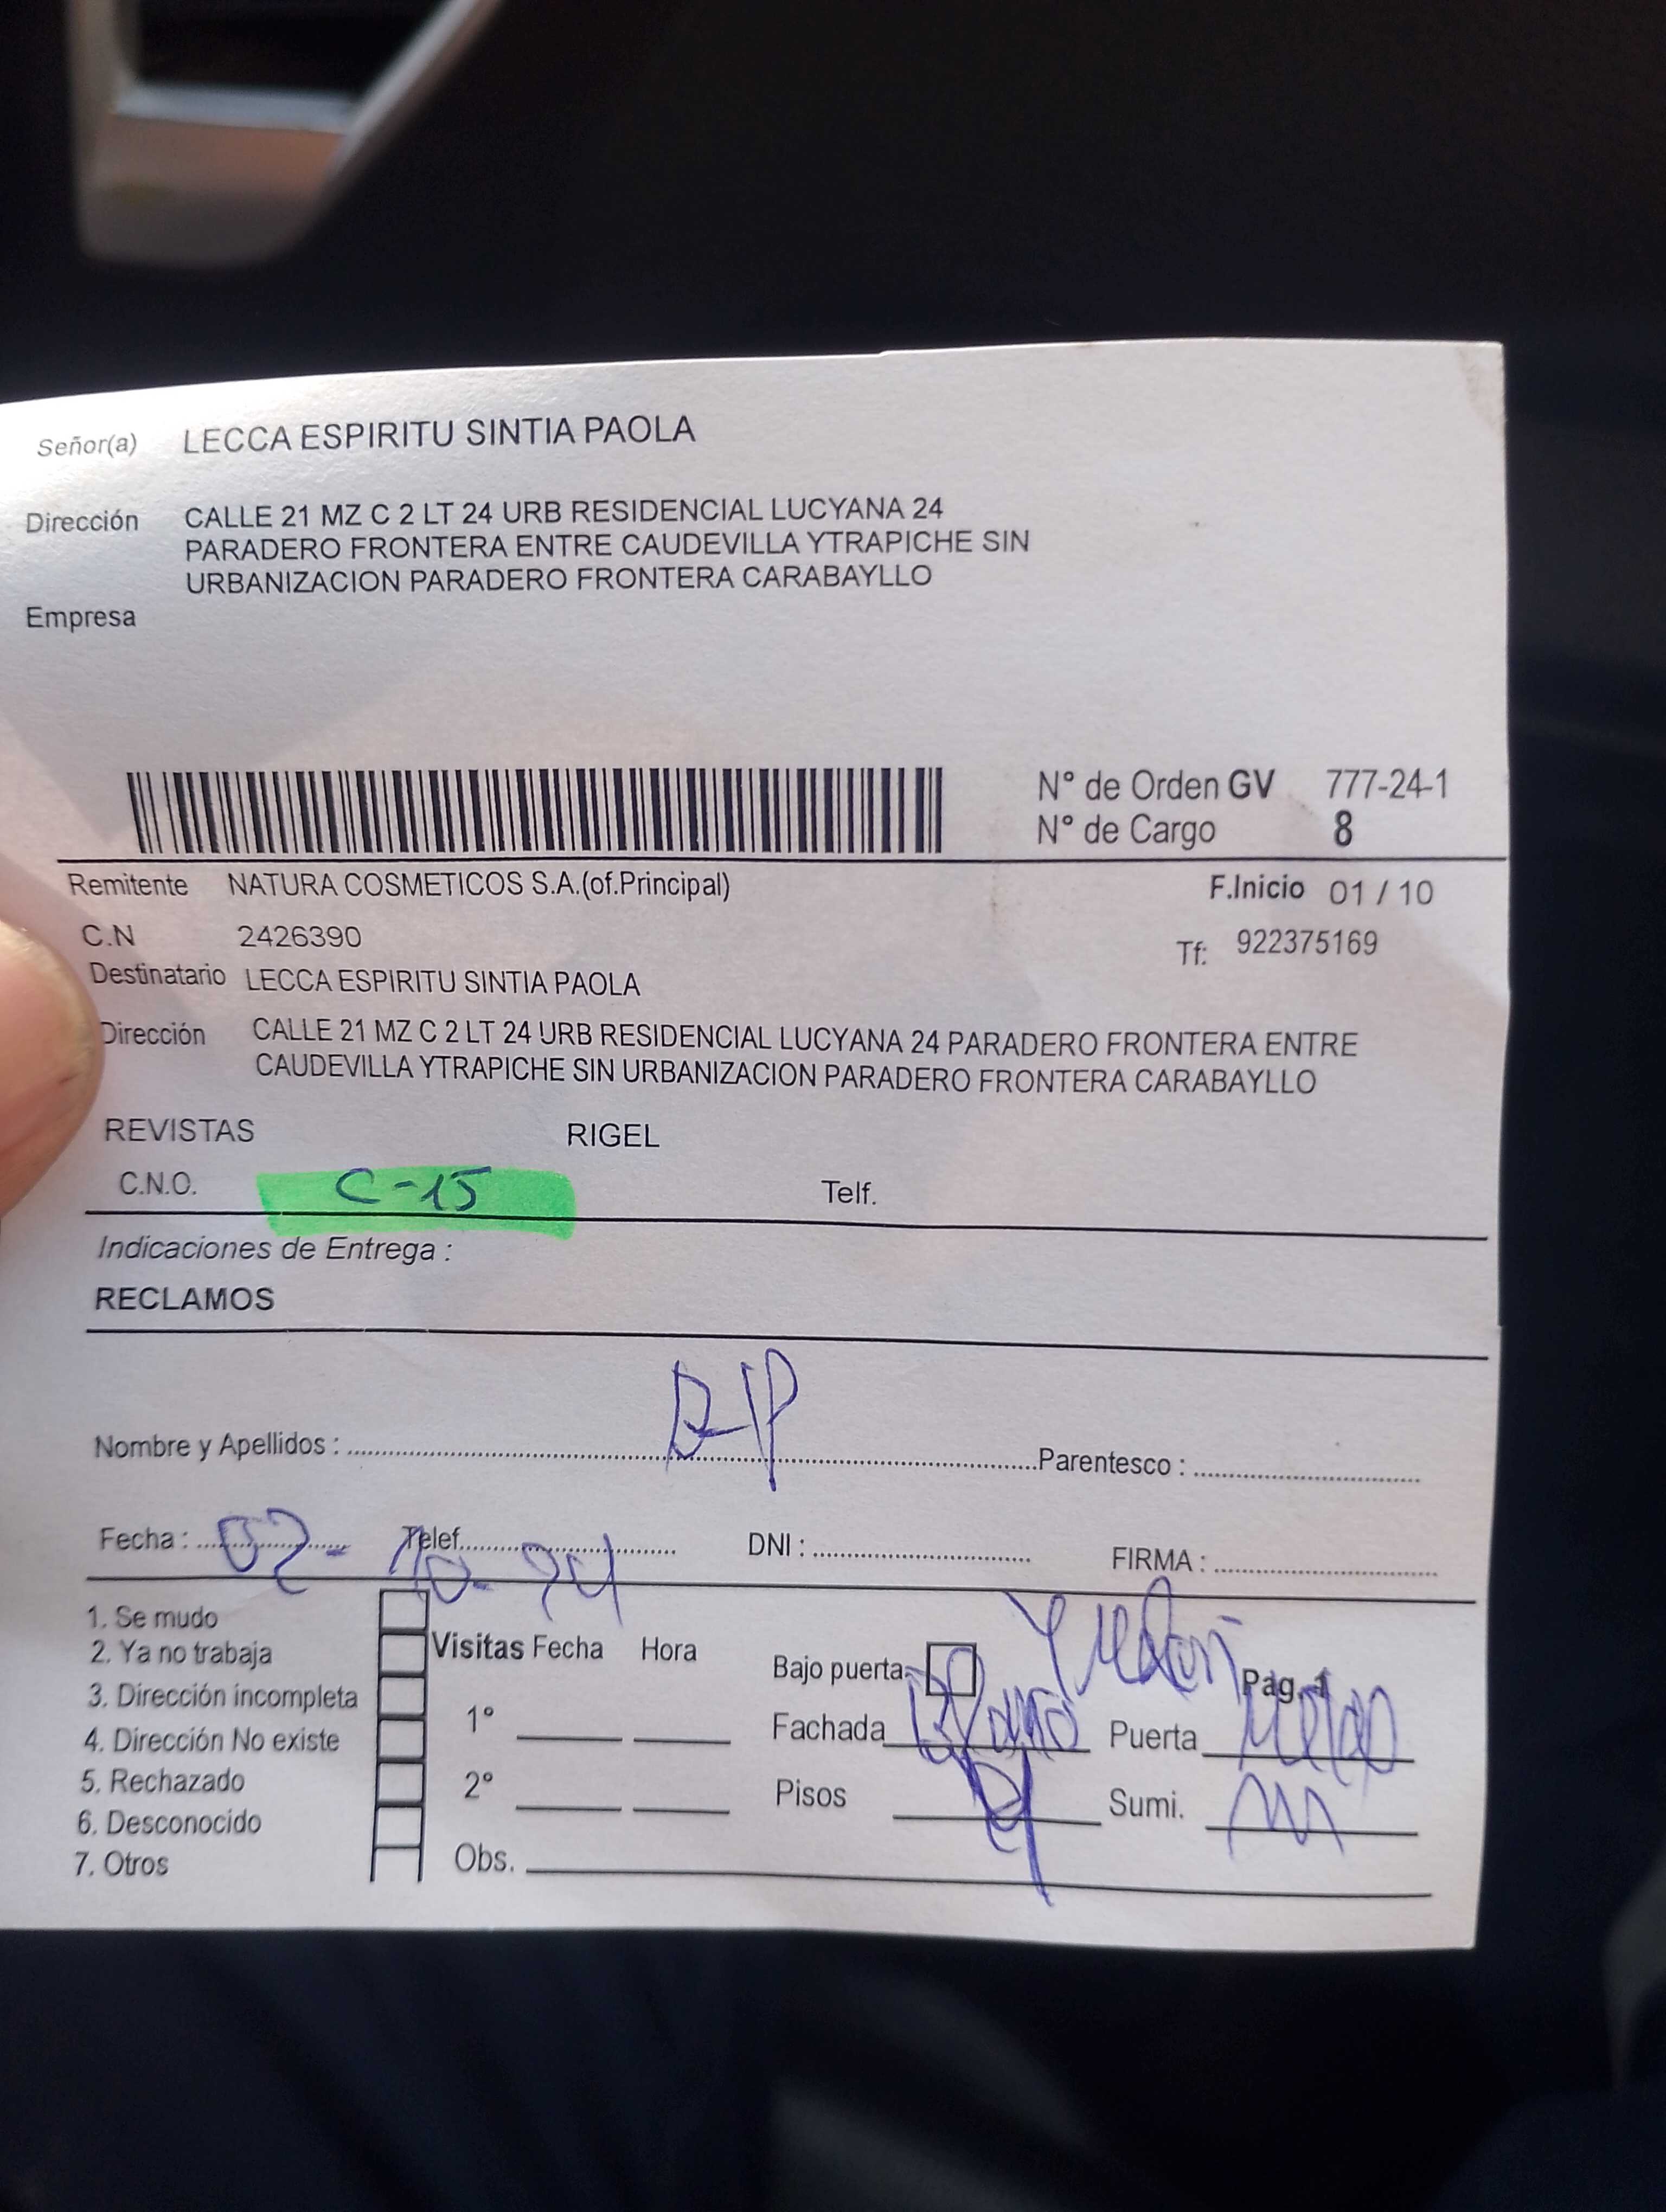 Señor(a) LECCA ESPIRITU SINTIA PAOLA
Dirección CALLE 21 MZ C 2 LT 24 URB RESIDENCIAL LUCYANA 24
PARADERO FRONTERA ENTRE CAUDEVILLA YTRAPICHE SIN
URBANIZACION PARADERO FRONTERA CARABAYLLO
Empresa
N° de Orden GV 777-24-1
N° de Cargo 8
Remitente NATURA COSMETICOS S.A.(of.Principal) F.Inicio 01 / 10
C.N 2426390 Tf: 922375169
Destinatario LECCA ESPIRITU SINTIA PAOLA
Dirección CALLE 21 MZ C 2 LT 24 URB RESIDENCIAL LUCYANA 24 PARADERO FRONTERA ENTRE
CAUDEVILLA YTRAPICHE SIN URBANIZACION PARADERO FRONTERA CARABAYLLO
REVISTAS RIGEL
C.N.O. C-15 Telf.
Indicaciones de Entrega :
RECLAMOS
Nombre y Apellidos : Parentesco :
Fecha : 02-10-24 Telef. DNI : FIRMA :
1. Se mudo
2. Ya no trabaja
3. Dirección incompleta
4. Dirección No existe
5. Rechazado
6. Desconocido
7. Otros
Visitas Fecha Hora
1°
2°
Obs.
Bajo puerta Pag. 1
Fachada Puerta
Pisos Sumi.